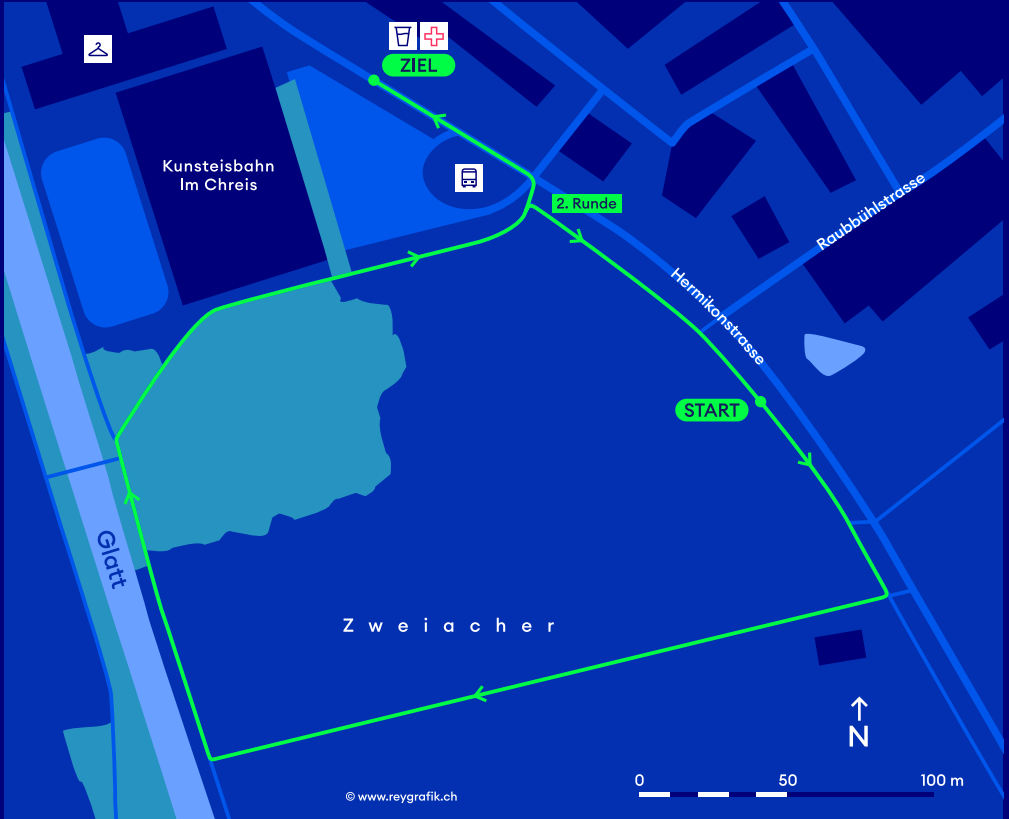 ZIEL
Kunsteisbahn
Im Chreis
2. Runde
Raubbühlstrasse
Hermikonstrasse
START
Glatt
Zweiacher
N
0 50 100 m
© www.reygrafik.ch